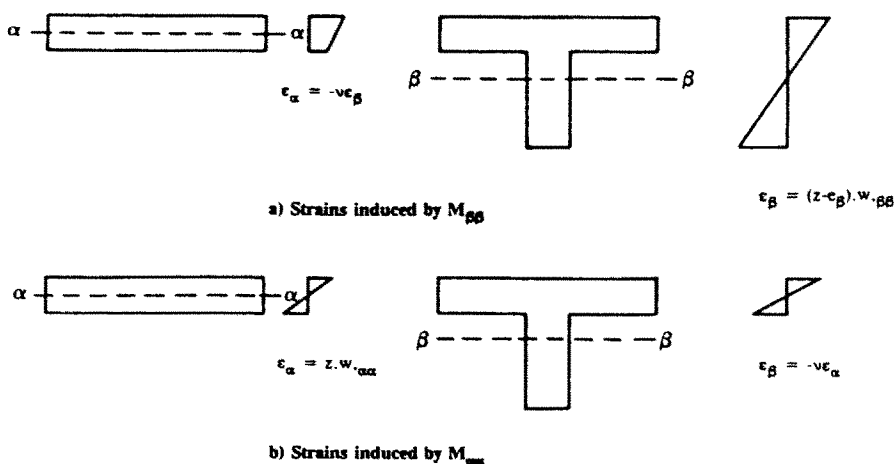 α α
ε_α = -νε_β
β β
ε_β = (z-e_β).w,_ββ
a) Strains induced by M_ββ
α α
ε_α = z.w,_αα
β β
ε_β = -νε_α
b) Strains induced by M_αα